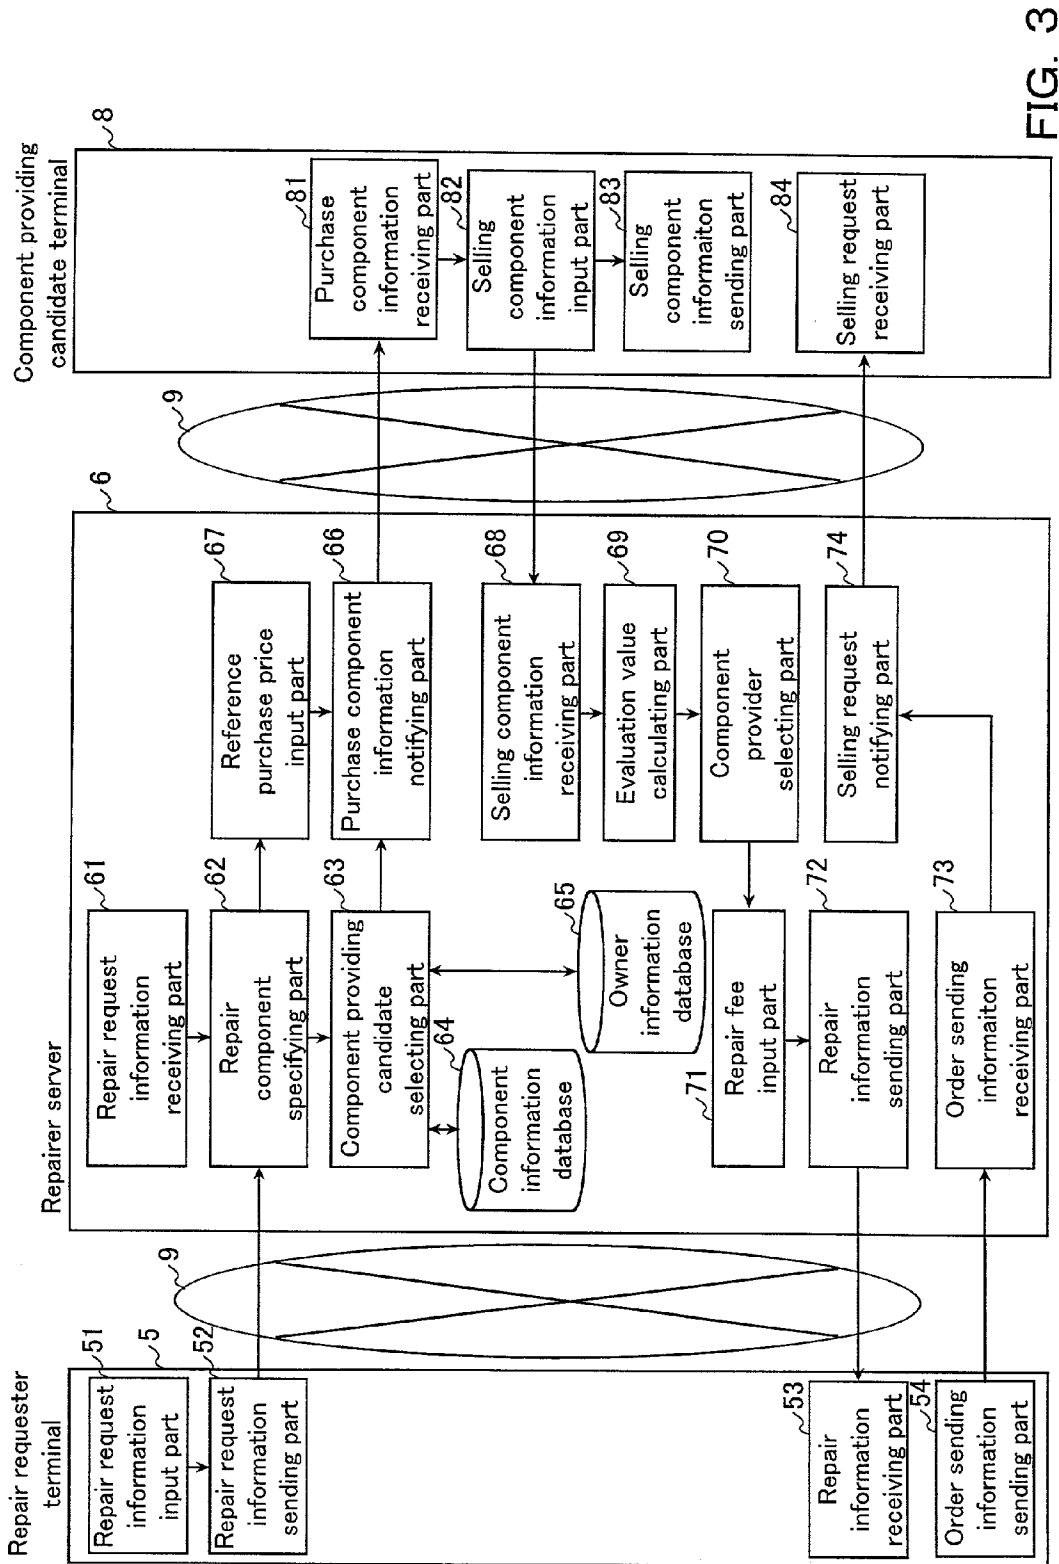 Repair requester
terminal
5
Repair request
information
input part
51
Repair request
information
sending part
52
Repair
information
receiving part
53
Order sending
information
sending part
54
9
Repairer server
6
Repair request
information
receiving part
61
Repair
component
specifying part
62
Component providing
candidate
selecting part
63
Component
information
database
64
Owner
information
database
65
Reference
purchase price
input part
67
Purchase component
information
notifying part
66
Selling component
information
receiving part
68
Evaluation value
calculating part
69
Component
provider
selecting part
70
Repair fee
input part
71
Repair
information
sending part
72
Order sending
informaiton
receiving part
73
Selling request
notifying part
74
9
Component providing
candidate terminal
8
Purchase
component
information
receiving part
81
Selling
component
information
input part
82
Selling
component
informaiton
sending part
83
Selling request
receiving part
84
FIG. 3